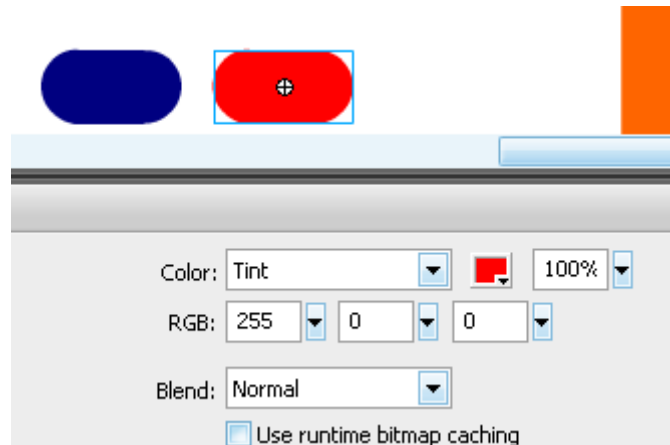 Color: Tint 100%
RGB: 255 0 0
Blend: Normal
Use runtime bitmap caching